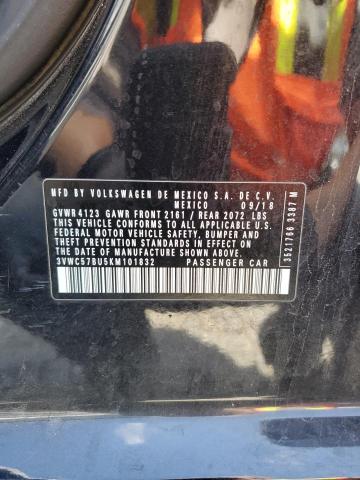 MFD. BY VOLKSWAGEN DE MEXICO S.A. DE C.V.
MEXICO 09/18
GVWR 4123 GAWR FRONT 2161 / REAR 2072 LBS
THIS VEHICLE CONFORMS TO ALL APPLICABLE U.S.
FEDERAL MOTOR VEHICLE SAFETY, BUMPER AND
THEFT PREVENTION STANDARDS IN EFFECT ON
THE DATE OF MANUFACTURE SHOWN ABOVE.
3VWC57BU5KM101832 PASSENGER CAR
3521766 3387 M